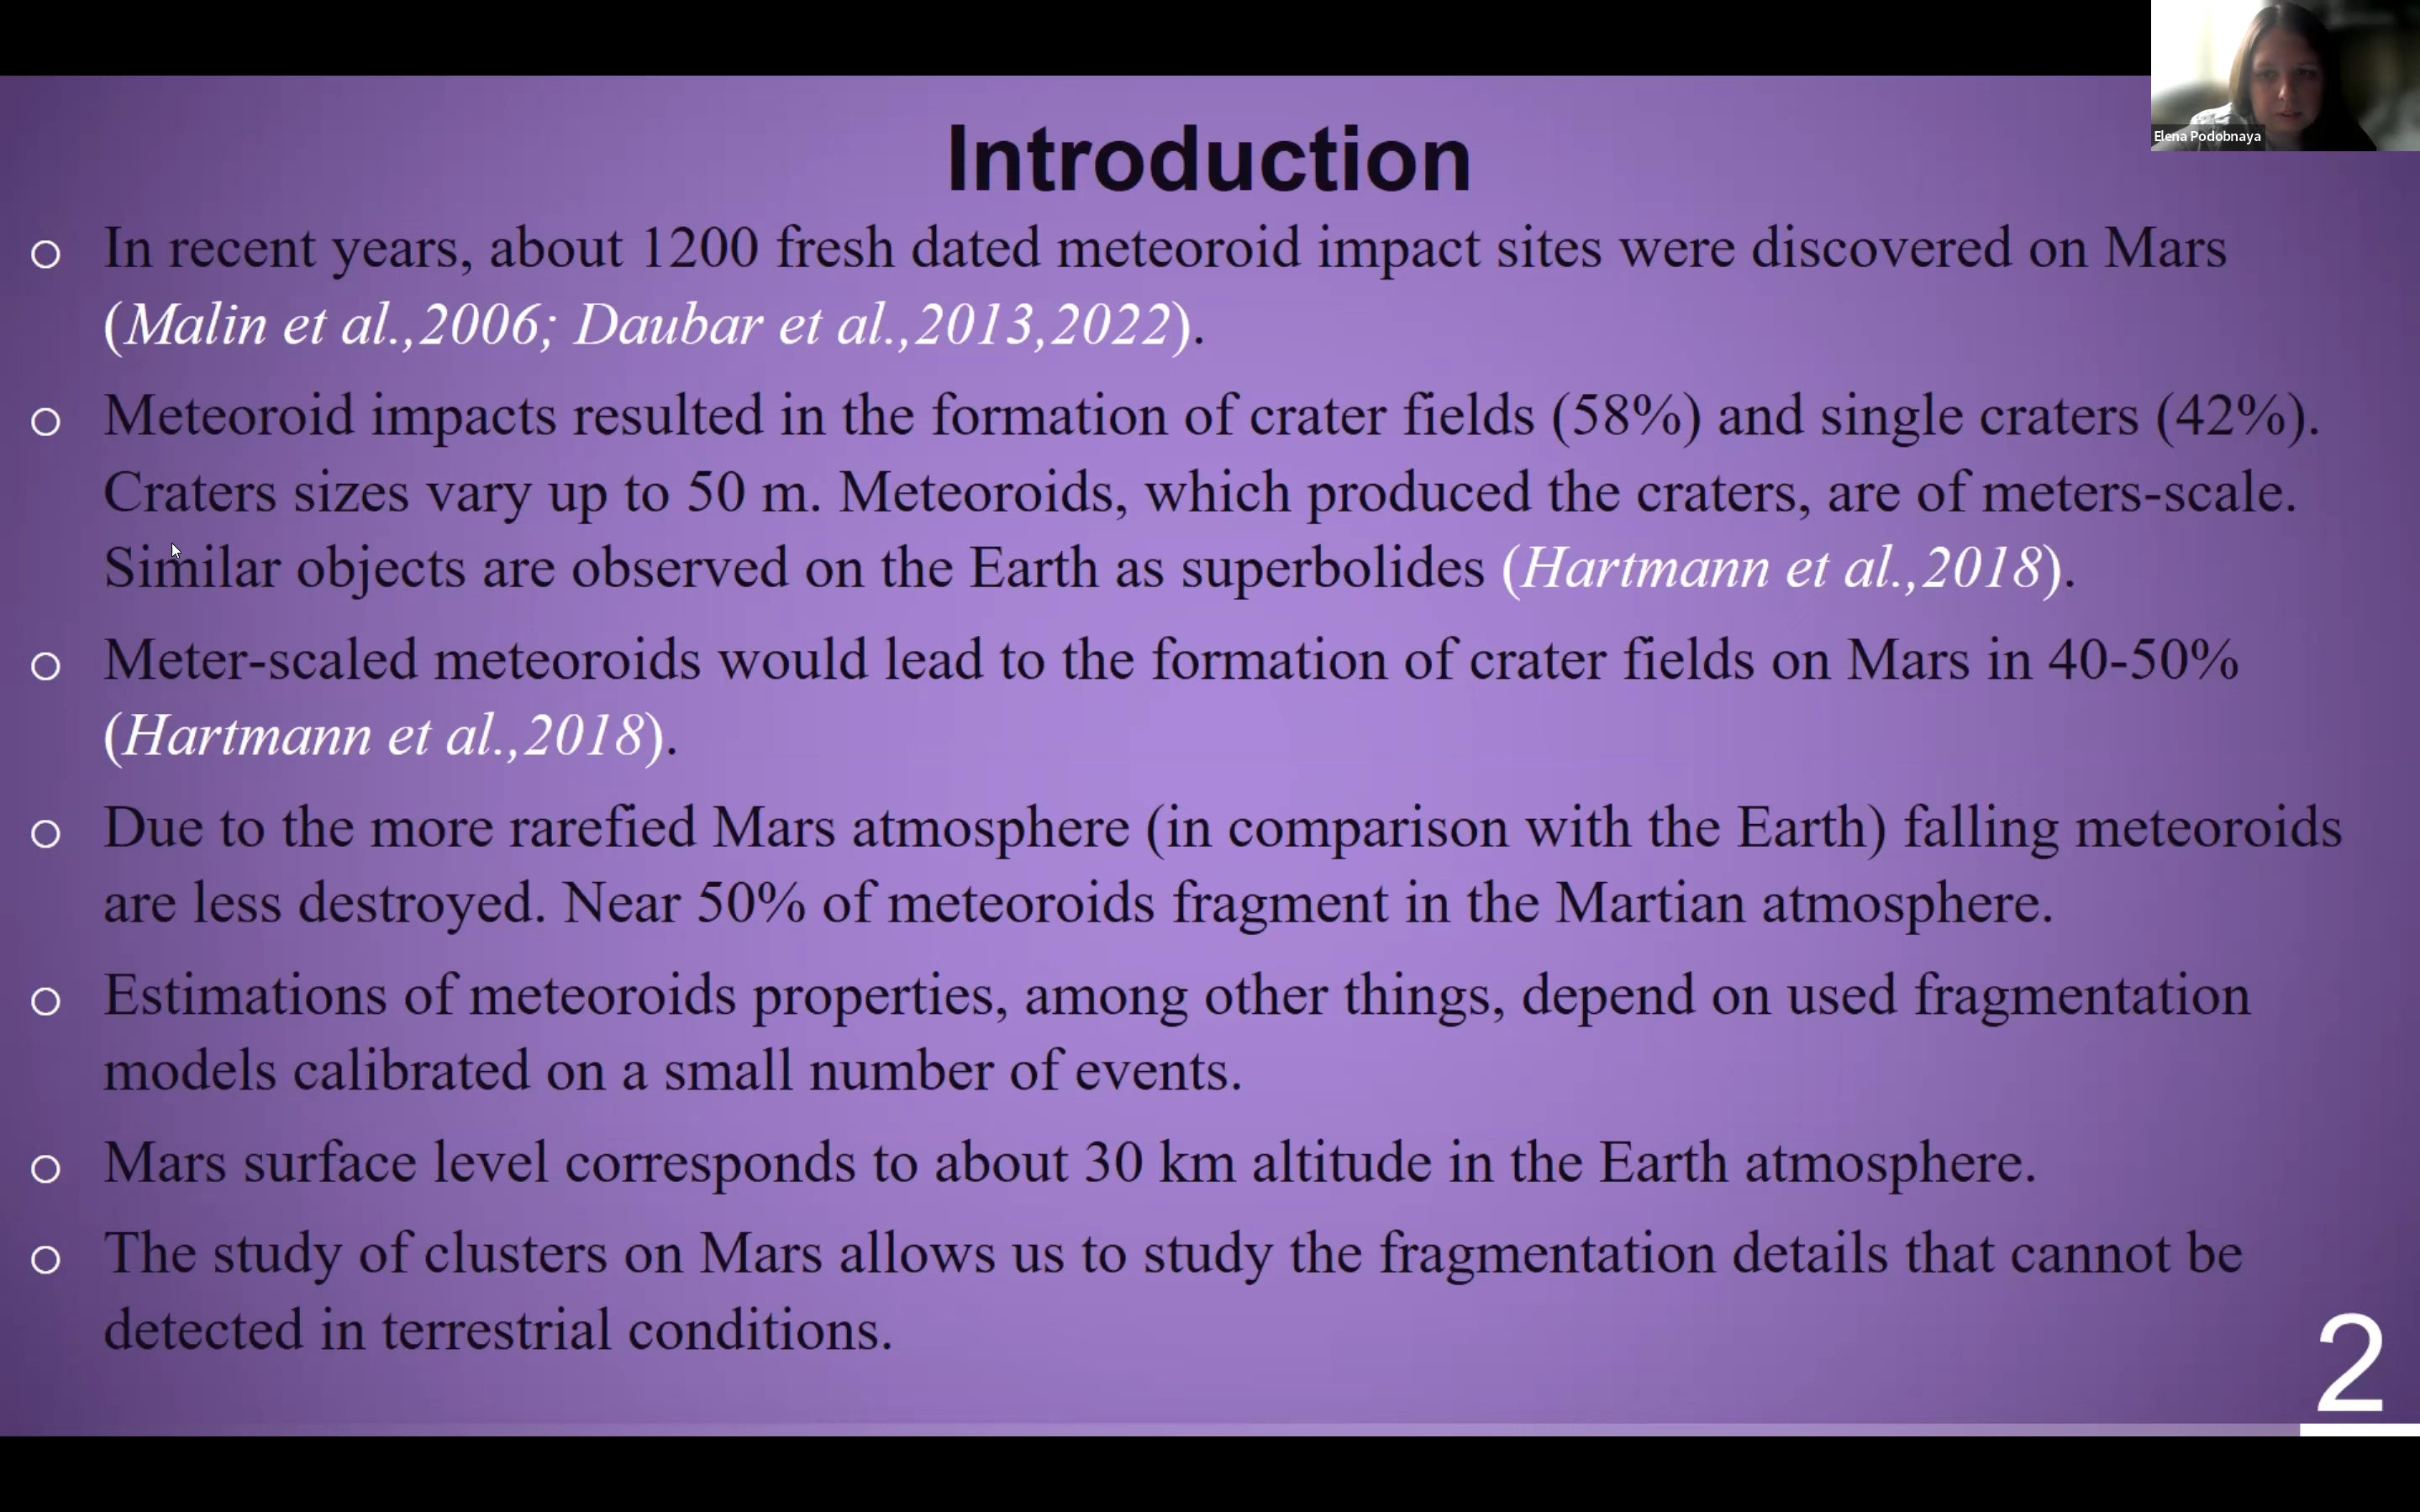 Elena Podobnaya
Introduction
In recent years, about 1200 fresh dated meteoroid impact sites were discovered on Mars
(Malin et al.,2006; Daubar et al.,2013,2022).
Meteoroid impacts resulted in the formation of crater fields (58%) and single craters (42%).
Craters sizes vary up to 50 m. Meteoroids, which produced the craters, are of meters-scale.
Similar objects are observed on the Earth as superbolides (Hartmann et al.,2018).
Meter-scaled meteoroids would lead to the formation of crater fields on Mars in 40-50%
(Hartmann et al.,2018).
Due to the more rarefied Mars atmosphere (in comparison with the Earth) falling meteoroids
are less destroyed. Near 50% of meteoroids fragment in the Martian atmosphere.
Estimations of meteoroids properties, among other things, depend on used fragmentation
models calibrated on a small number of events.
Mars surface level corresponds to about 30 km altitude in the Earth atmosphere.
The study of clusters on Mars allows us to study the fragmentation details that cannot be
detected in terrestrial conditions.
2